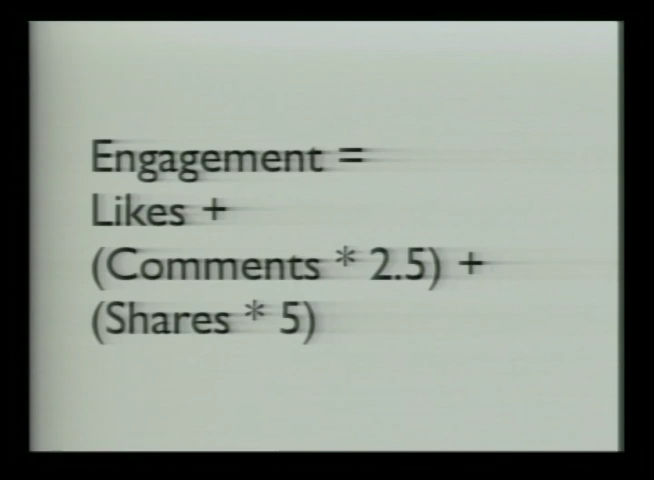 Engagement =
Likes +
(Comments * 2.5) +
(Shares * 5)